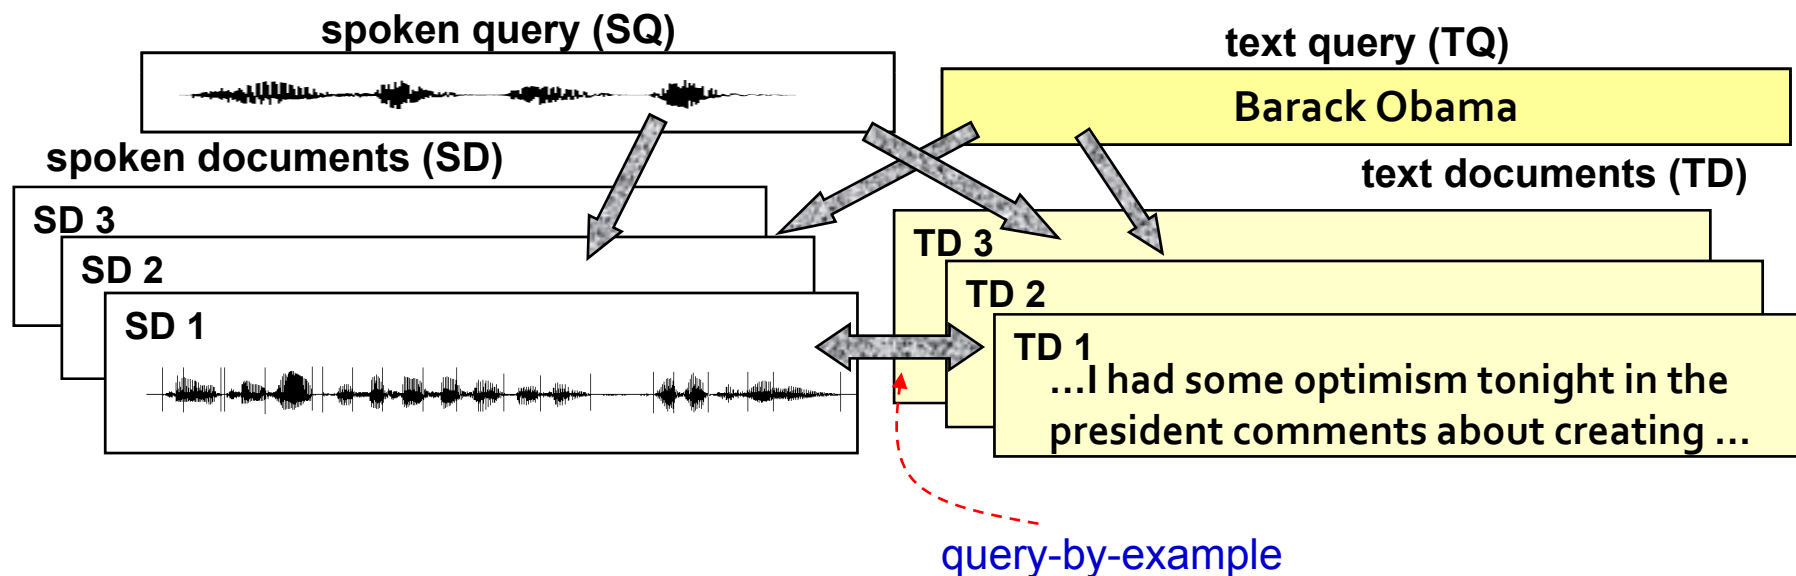 spoken query (SQ)
text query (TQ)
Barack Obama
spoken documents (SD)
text documents (TD)
SD 3
SD 2
SD 1
TD 3
TD 2
TD 1
...I had some optimism tonight in the
president comments about creating ...
query-by-example